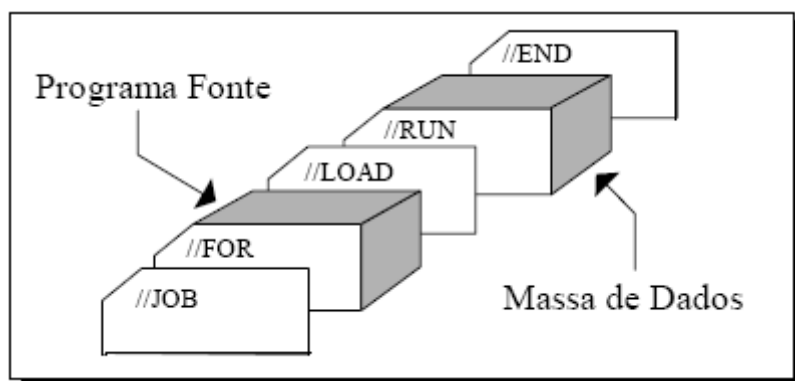 //END
Programa Fonte
//RUN
//LOAD
//FOR
//JOB
Massa de Dados